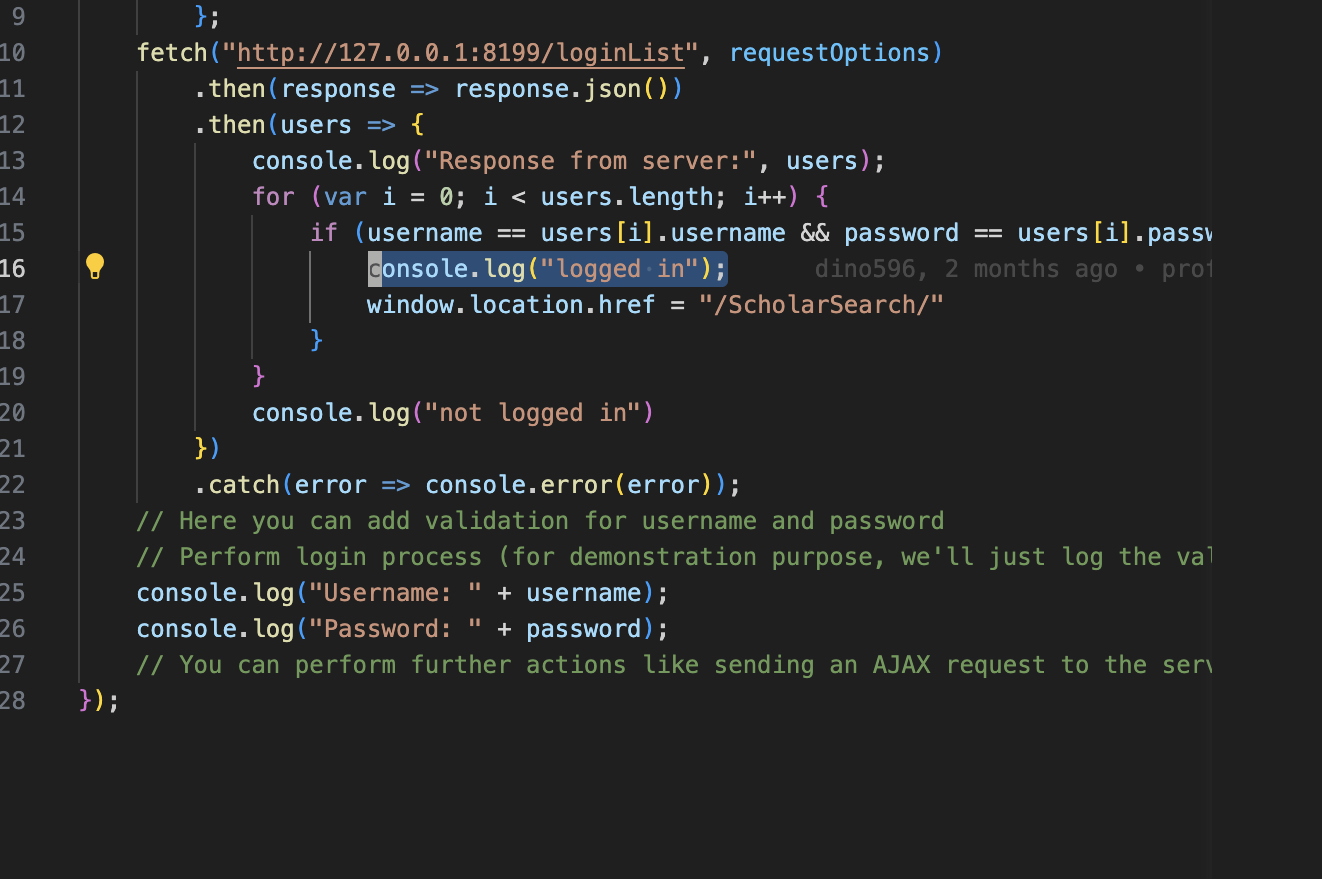 9 };
10 fetch("http://127.0.0.1:8199/loginList", requestOptions)
11 .then(response => response.json())
12 .then(users => {
13 console.log("Response from server:", users);
14 for (var i = 0; i < users.length; i++) {
15 if (username == users[i].username && password == users[i].passw
16 console.log("logged in"); dino596, 2 months ago • prof
17 window.location.href = "/ScholarSearch/"
18 }
19 }
20 console.log("not logged in")
21 })
22 .catch(error => console.error(error));
23 // Here you can add validation for username and password
24 // Perform login process (for demonstration purpose, we'll just log the val
25 console.log("Username: " + username);
26 console.log("Password: " + password);
27 // You can perform further actions like sending an AJAX request to the serv
28 });